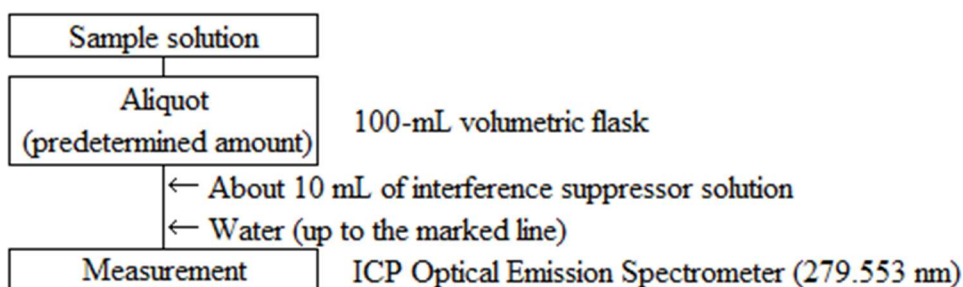 Sample solution
Aliquot
(predetermined amount)
100-mL volumetric flask
← About 10 mL of interference suppressor solution
← Water (up to the marked line)
Measurement
ICP Optical Emission Spectrometer (279.553 nm)